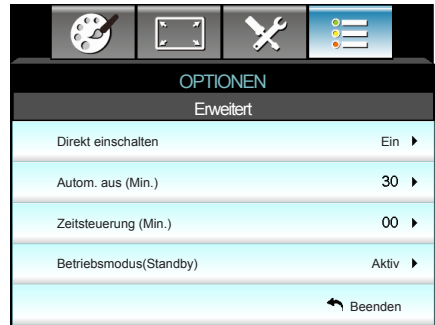 OPTIONEN
Erweitert
Direkt einschalten Ein
Autom. aus (Min.) 30
Zeitsteuerung (Min.) 00
Betriebsmodus(Standby) Aktiv
Beenden